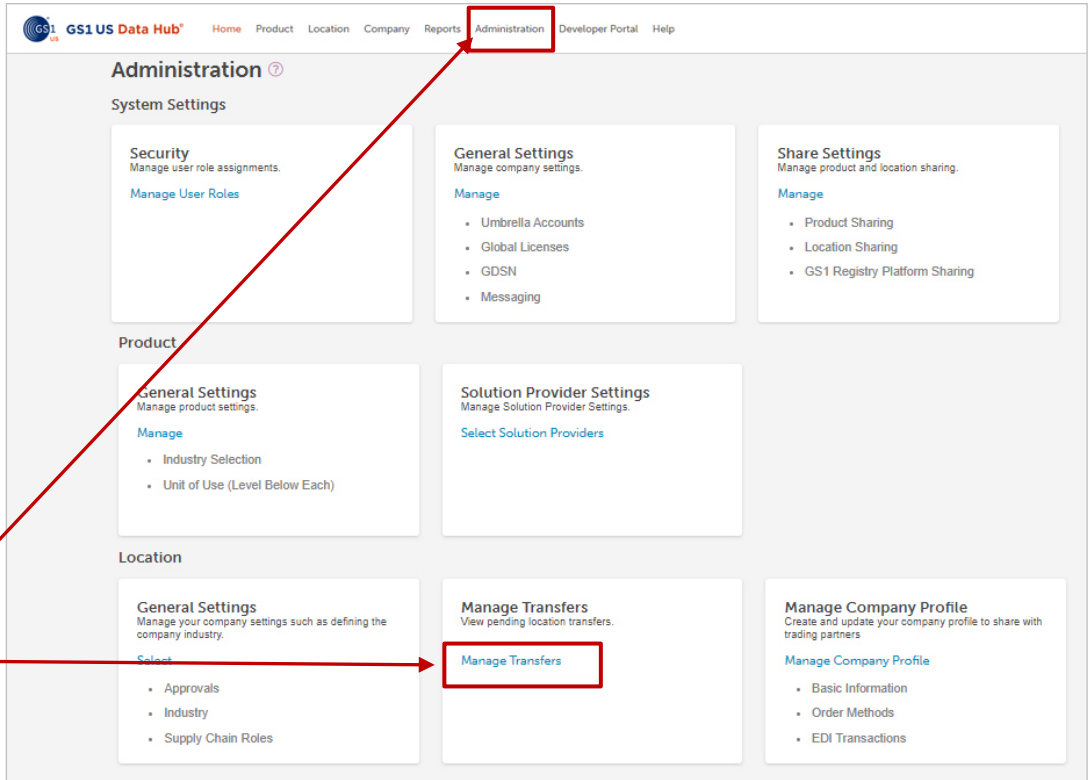 GS1 US GS1 US Data Hub® Home Product Location Company Reports Administration Developer Portal Help
Administration ?
System Settings
Security
Manage user role assignments.
Manage User Roles
General Settings
Manage company settings.
Manage
• Umbrella Accounts
• Global Licenses
• GDSN
• Messaging
Share Settings
Manage product and location sharing.
Manage
• Product Sharing
• Location Sharing
• GS1 Registry Platform Sharing
Product
General Settings
Manage product settings.
Manage
• Industry Selection
• Unit of Use (Level Below Each)
Solution Provider Settings
Manage Solution Provider Settings.
Select Solution Providers
Location
General Settings
Manage your company settings such as defining the
company industry.
Select
• Approvals
• Industry
• Supply Chain Roles
Manage Transfers
View pending location transfers.
Manage Transfers
Manage Company Profile
Create and update your company profile to share with
trading partners
Manage Company Profile
• Basic Information
• Order Methods
• EDI Transactions